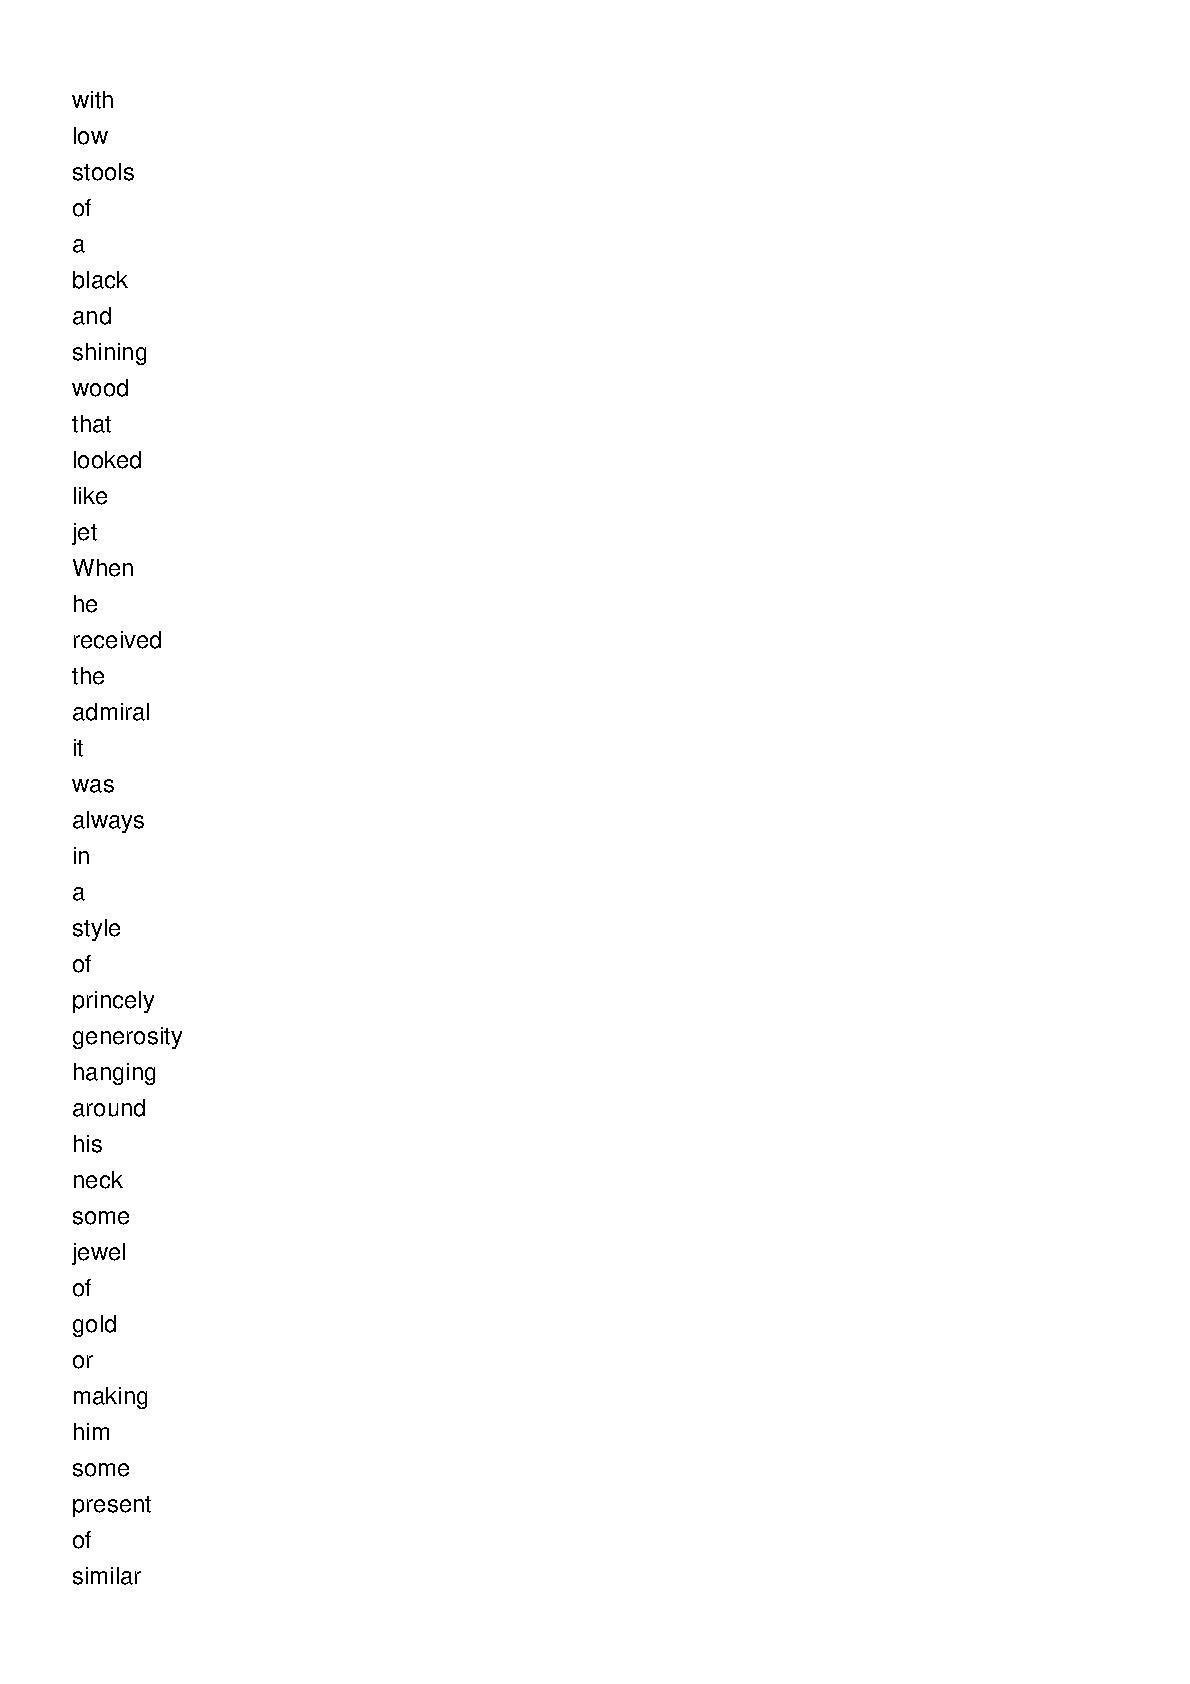 with
low
stools
of
a
black
and
shining
wood
that
looked
like
jet
When
he
received
the
admiral
it
was
always
in
a
style
of
princely
generosity
hanging
around
his
neck
some
jewel
of
gold
or
making
him
some
present
of
similar